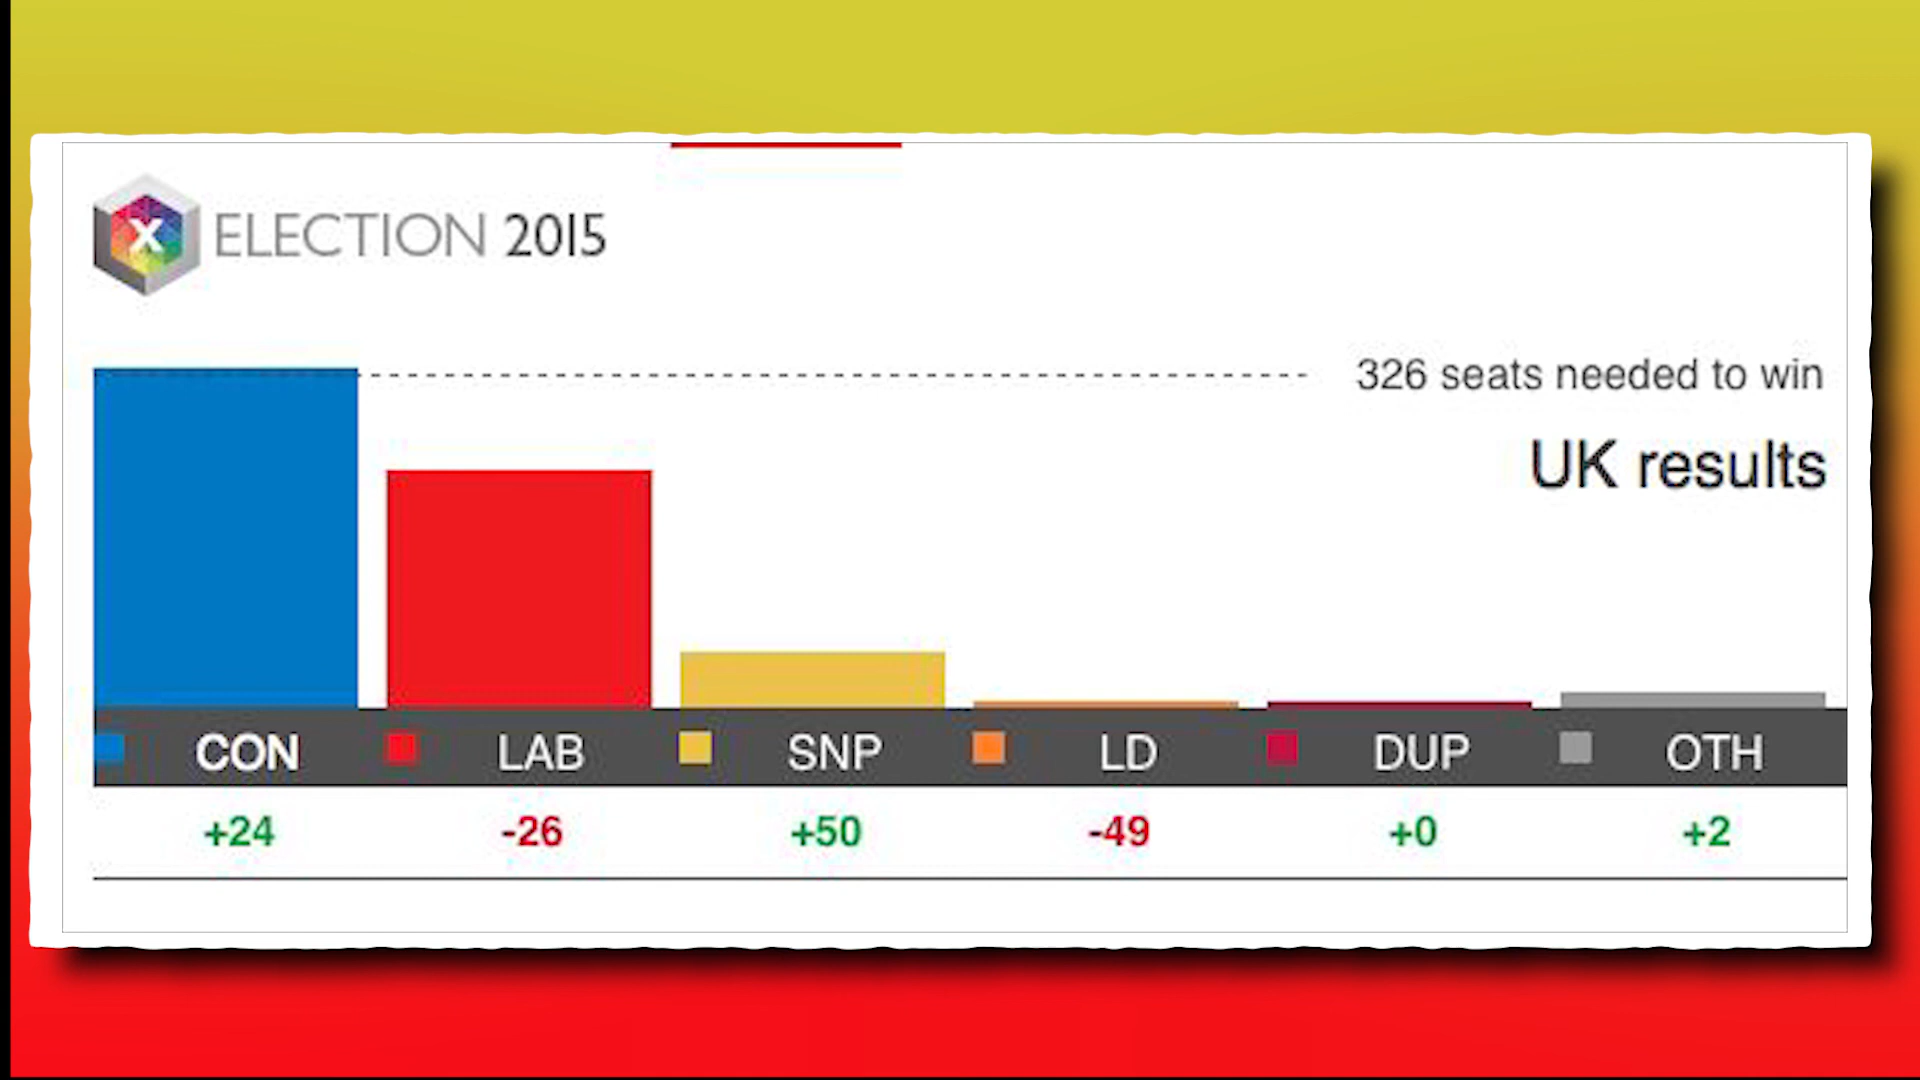 X
ELECTION 2015
326 seats needed to win
UK results
CON LAB SNP LD DUP OTH
+24 -26 +50 -49 +0 +2